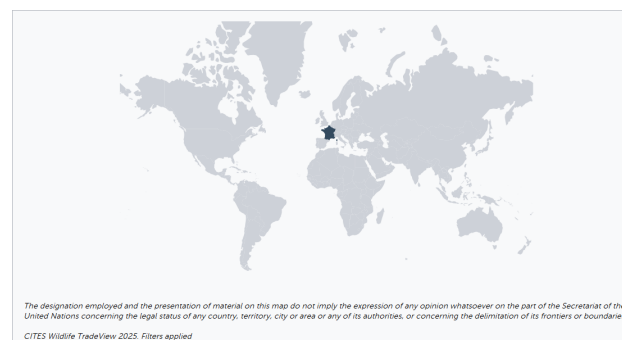 The designation employed and the presentation of material on this map do not imply the expression of any opinion whatsoever on the part of the Secretariat of the
United Nations concerning the legal status of any country, territory, city or area or any of its authorities, or concerning the delimitation of its frontiers or boundarie
CITES Wildlife TradeView 2025. Filters applied